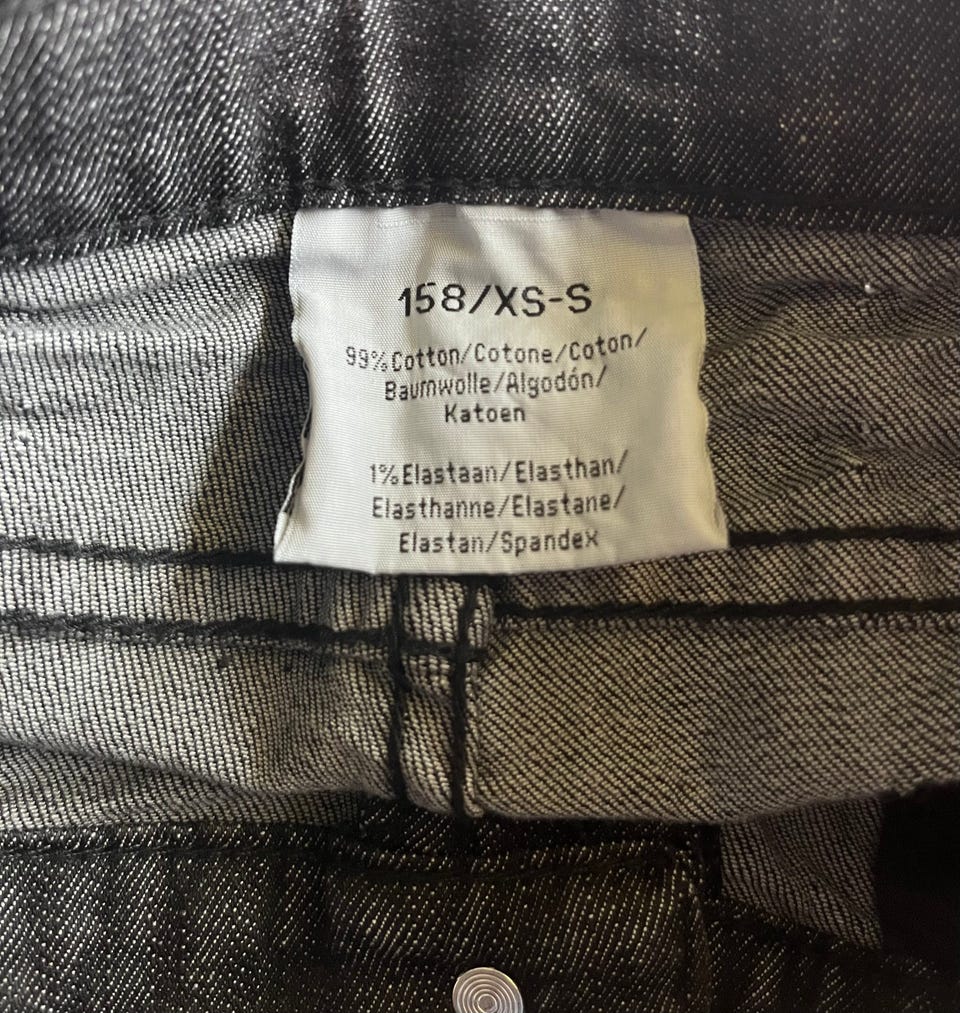 158/XS-S
99%Cotton/Cotone/Coton/
Baumwolle/Algodón/
Katoen
1%Elastaan/Elasthan/
Elasthanne/Elastane/
Elastan/Spandex